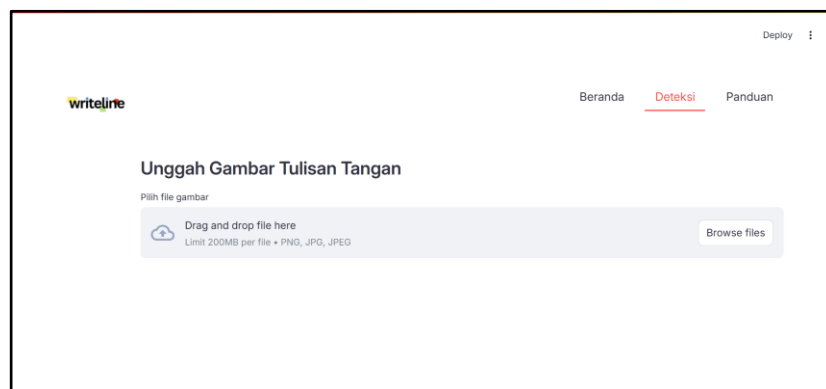 Deploy
writeline
Beranda Deteksi Panduan
Unggah Gambar Tulisan Tangan
Pilih file gambar
Drag and drop file here
Limit 200MB per file • PNG, JPG, JPEG
Browse files